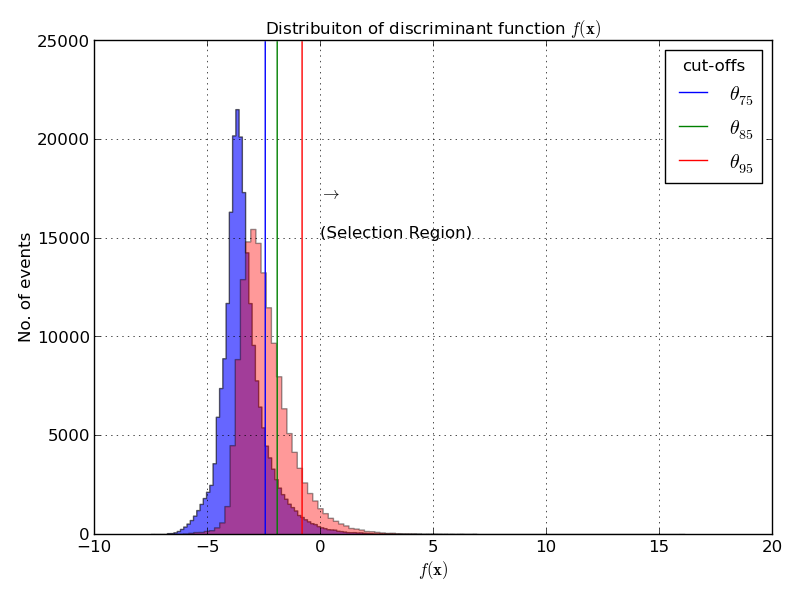 Distribuiton of discriminant function f(x)
25000
20000
15000
10000
5000
0
No. of events
cut-offs
θ75
θ85
θ95
→
(Selection Region)
−10 −5 0 5 10 15 20
f(x)